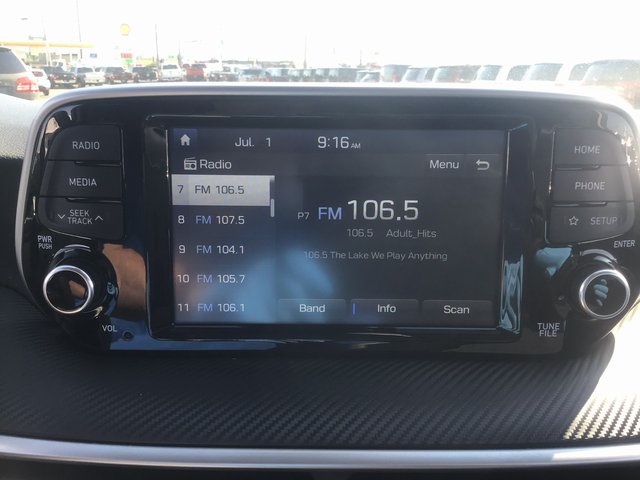 Jul. 1 9:16 AM
Radio Menu
7 FM 106.5
8 FM 107.5
9 FM 104.1
10 FM 105.7
11 FM 106.1
P7 FM 106.5
106.5 Adult_Hits
106.5 The Lake We Play Anything
Band Info Scan
RADIO
MEDIA
SEEK
TRACK
PWR
PUSH
VOL
HOME
PHONE
SETUP
ENTER
TUNE
FILE